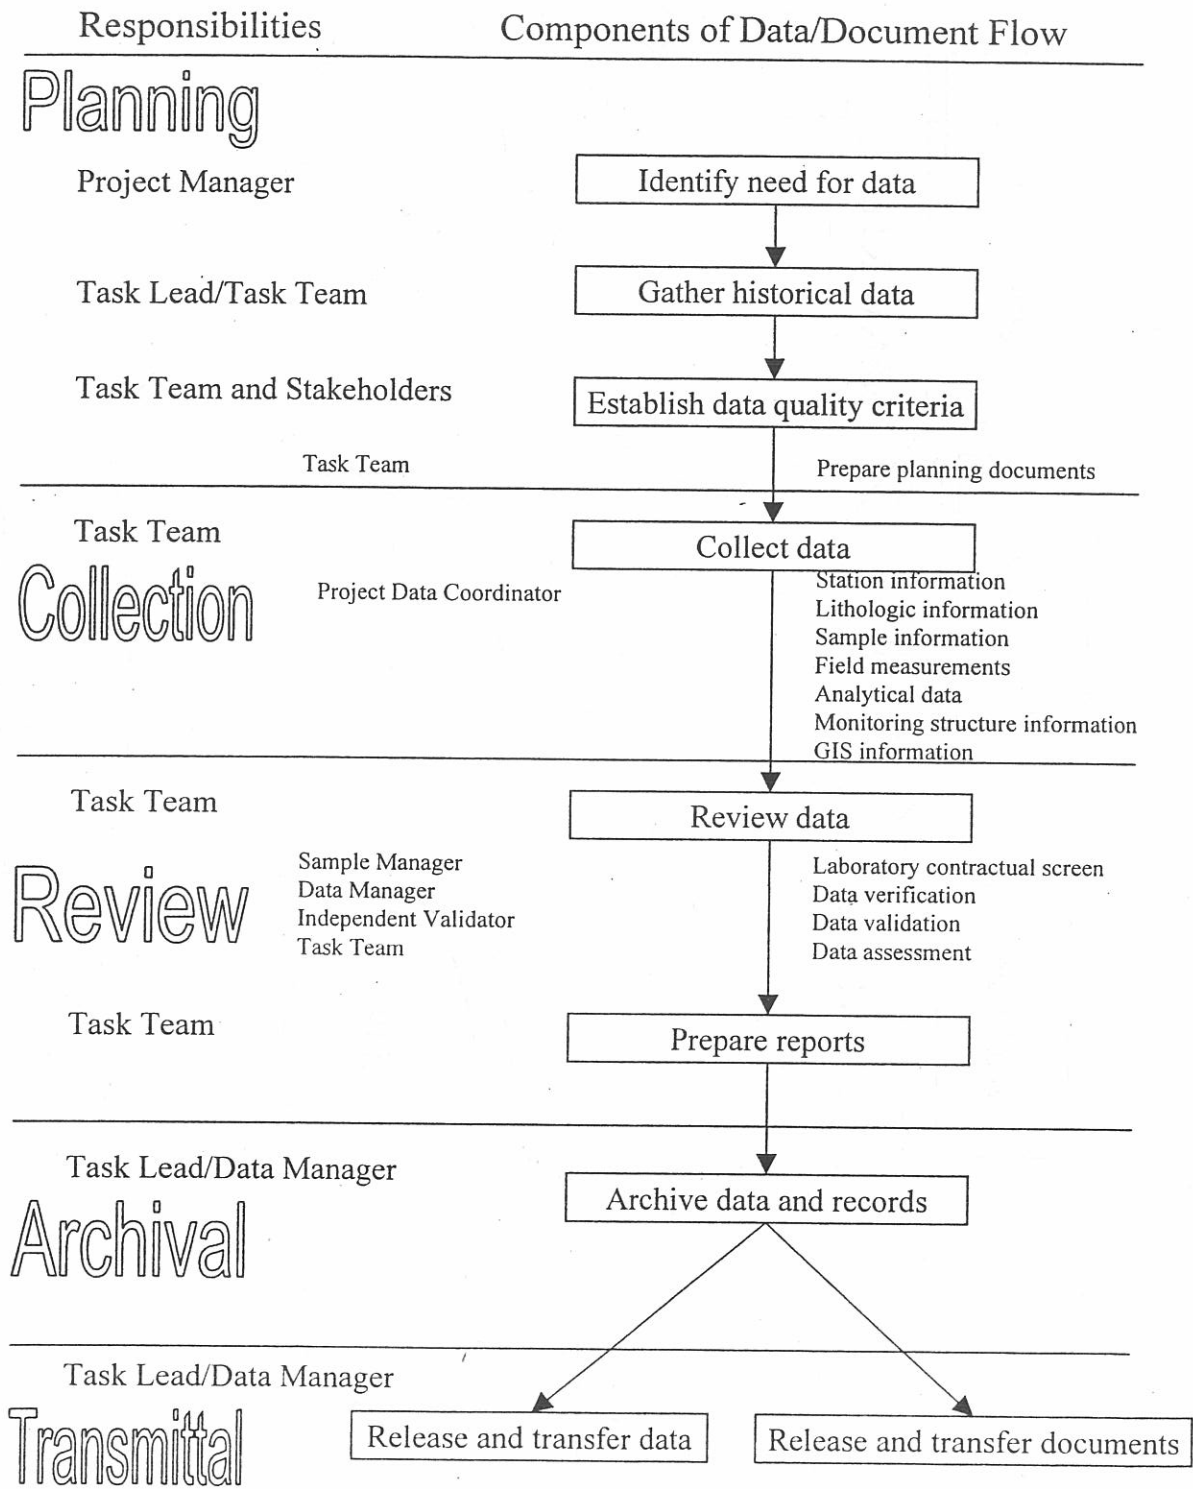 Responsibilities
Components of Data/Document Flow
Planning
Project Manager
Identify need for data
Task Lead/Task Team
Gather historical data
Task Team and Stakeholders
Establish data quality criteria
Task Team
Prepare planning documents
Task Team
Collect data
Collection
Project Data Coordinator
Station information
Lithologic information
Sample information
Field measurements
Analytical data
Monitoring structure information
GIS information
Task Team
Review data
Review
Sample Manager
Data Manager
Independent Validator
Task Team
Laboratory contractual screen
Data verification
Data validation
Data assessment
Task Team
Prepare reports
Task Lead/Data Manager
Archive data and records
Archival
Task Lead/Data Manager
Transmittal
Release and transfer data
Release and transfer documents